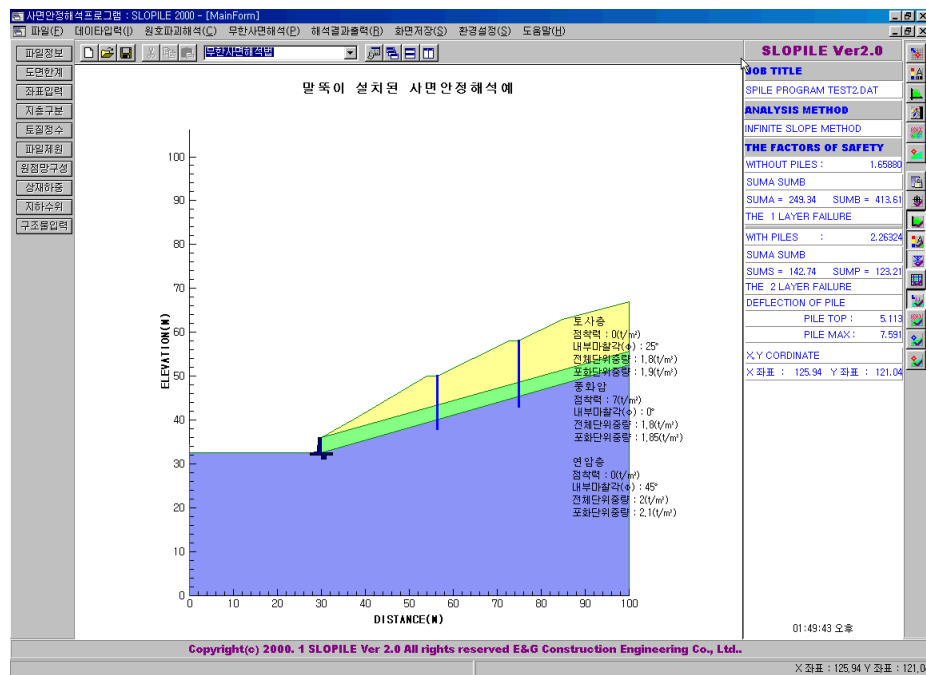 사면안정해석프로그램 : SLOPILE 2000 - [MainForm]
파일(F) 데이타입력(I) 원호파괴해석(C) 무한사면해석(P) 해석결과출력(R) 화면저장(S) 환경설정(S) 도움말(H)
무한사면해석법
파일정보
도면한계
좌표입력
지층구분
토질정수
파일제원
원점망구성
상재하중
지하수위
구조물입력
말뚝이 설치된 사면안정해석예
ELEVATION(M)
100
90
80
70
60
50
40
30
20
10
0
0 10 20 30 40 50 60 70 80 90 100
DISTANCE(M)
토사층
점착력 : 0(t/m²)
내부마찰각(φ) : 25°
전체단위중량 : 1.8(t/m³)
포화단위중량 : 1.9(t/m³)
풍화암
점착력 : 7(t/m²)
내부마찰각(φ) : 0°
전체단위중량 : 1.8(t/m³)
포화단위중량 : 1.85(t/m³)
연암층
점착력 : 0(t/m²)
내부마찰각(φ) : 45°
전체단위중량 : 2(t/m³)
포화단위중량 : 2.1(t/m³)
SLOPILE Ver2.0
JOB TITLE
SPILE PROGRAM TEST2.DAT
ANALYSIS METHOD
INFINITE SLOPE METHOD
THE FACTORS OF SAFETY
WITHOUT PILES : 1.65880
SUMA SUMB
SUMA = 249.34 SUMB = 413.61
THE 1 LAYER FAILURE
WITH PILES : 2.26324
SUMA SUMB
SUMS = 142.74 SUMP = 123.21
THE 2 LAYER FAILURE
DEFLECTION OF PILE
PILE TOP : 5.113
PILE MAX : 7.591
X,Y CORDINATE
X 좌표 : 125.94 Y 좌표 : 121.04
01:49:43 오후
Copyright(c) 2000. 1 SLOPILE Ver 2.0 All rights reserved E&G Construction Engineering Co., Ltd..
X 좌표 : 125.94 Y 좌표 : 121.0